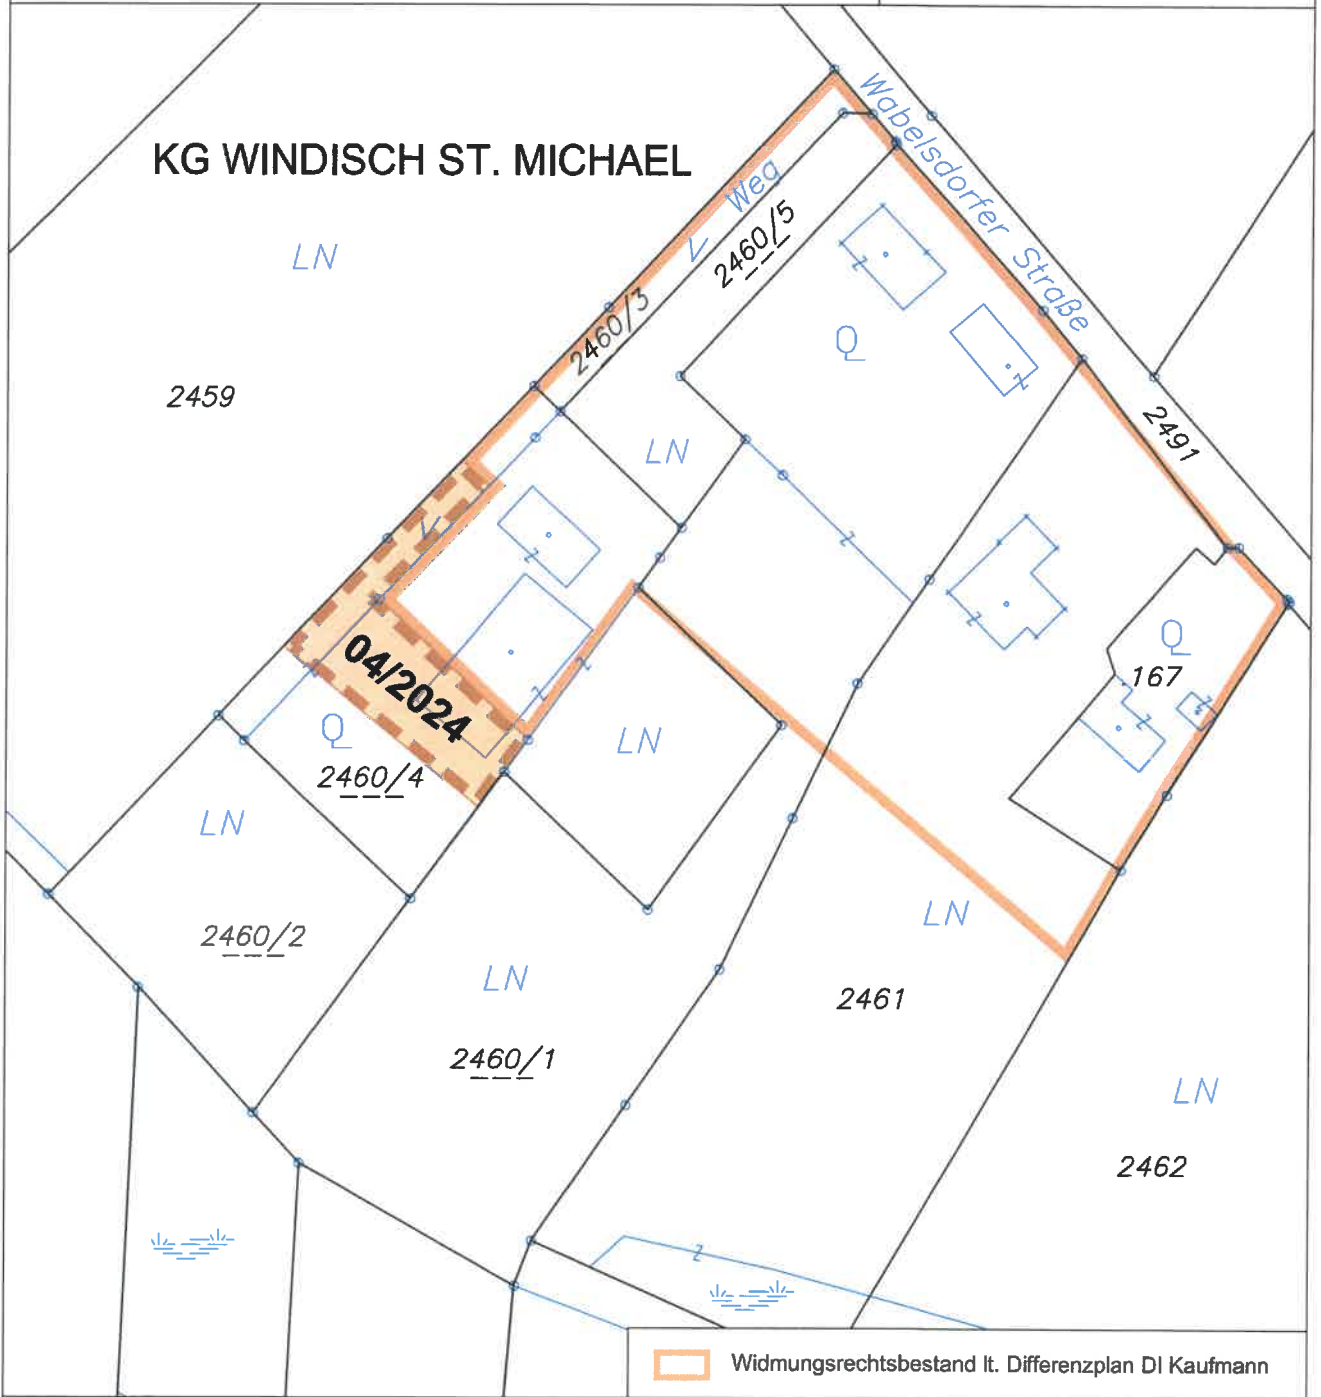 KG WINDISCH ST. MICHAEL
Wabelsdorfer Straße
Weg
V
2460/5
LN
2460/3
Q
2459
2491
LN
V
Q
167
04/2024
LN
Q
2460/4
LN
LN
2460/2
LN
2461
2460/1
LN
2462
Widmungsrechtsbestand lt. Differenzplan DI Kaufmann